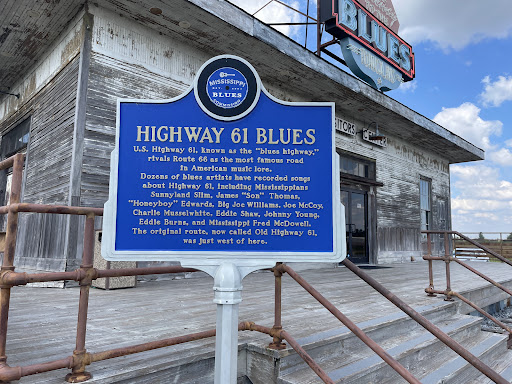 BLUES
VISITORS CENTER
MISSISSIPPI
BLUES
COMMISSION
HIGHWAY 61 BLUES
U.S. Highway 61, known as the "blues highway,"
rivals Route 66 as the most famous road
in American music lore.
Dozens of blues artists have recorded songs
about Highway 61, including Mississippians
Sunnyland Slim, James "Son" Thomas,
"Honeyboy" Edwards, Big Joe Williams, Joe McCoy,
Charlie Musselwhite, Eddie Shaw, Johnny Young,
Eddie Burns, and Mississippi Fred McDowell.
The original route, now called Old Highway 61,
was just west of here.